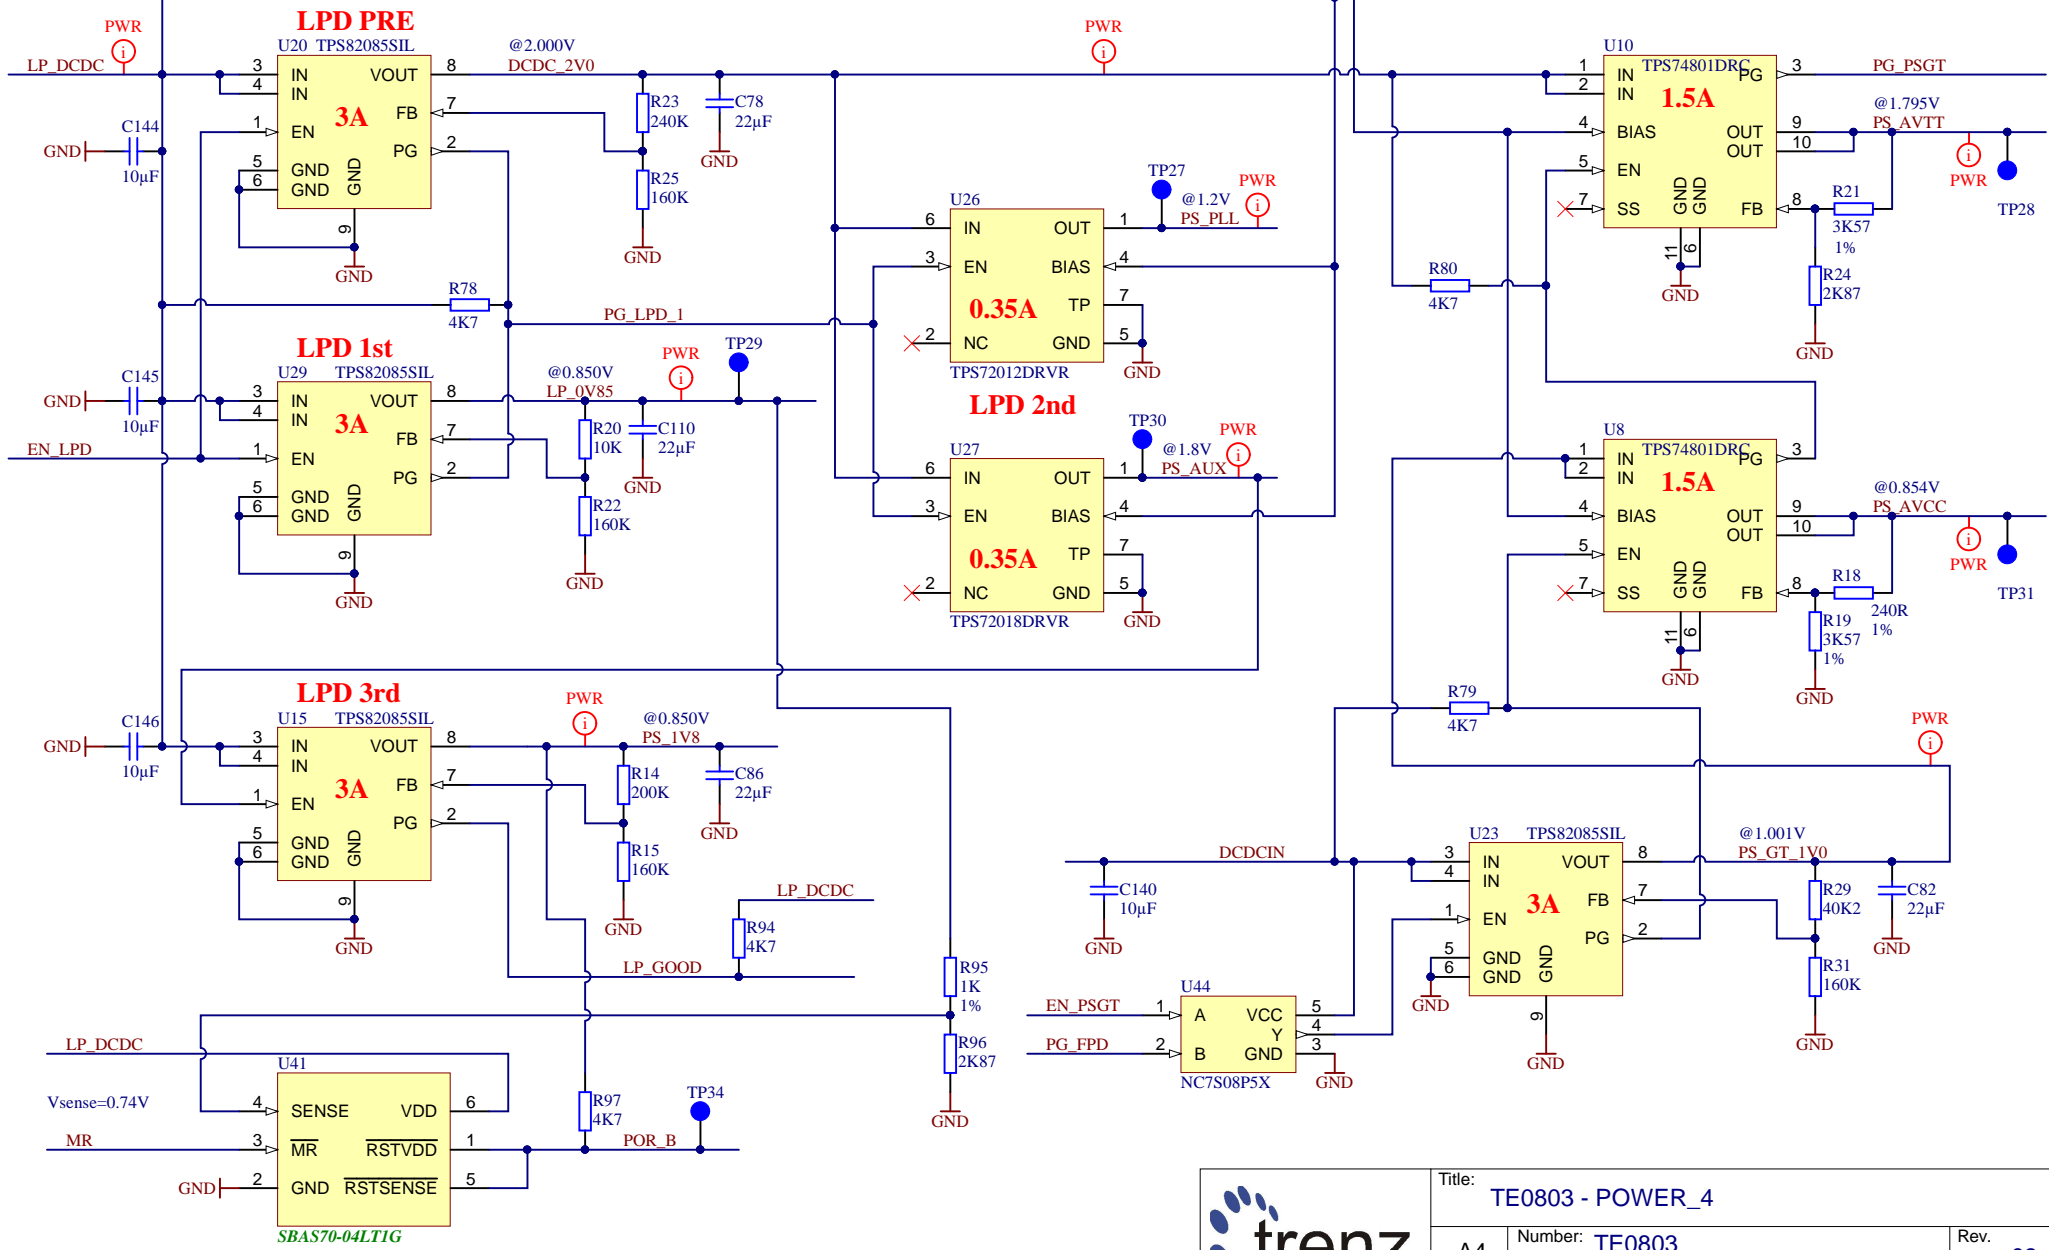 LPD PRE
PWR
LP_DCDC
U20 TPS82085SIL
3 IN VOUT 8
4 IN
3A
FB 7
1 EN
PG 2
5 GND
6 GND
GND
9
GND
C144
10µF
GND
@2.000V
DCDC_2V0
R23
240K
C78
22µF
GND
R25
160K
GND
PWR
R78
4K7
PG_LPD_1
LPD 1st
U29 TPS82085SIL
3 IN VOUT 8
4 IN
3A
FB 7
1 EN
PG 2
5 GND
6 GND
GND
9
GND
C145
10µF
GND
EN_LPD
@0.850V
LP_0V85
PWR
TP29
R20
10K
C110
22µF
GND
R22
160K
GND
U26
6 IN OUT 1
3 EN BIAS 4
0.35A
TP 7
2 NC GND 5
TPS72012DRVR
GND
TP27
@1.2V
PS_PLL
PWR
LPD 2nd
U27
6 IN OUT 1
3 EN BIAS 4
0.35A
TP 7
2 NC GND 5
TPS72018DRVR
GND
TP30
@1.8V
PS_AUX
PWR
U10
TPS74801DRC
1 IN PG 3
2 IN
1.5A
4 BIAS OUT 9
OUT 10
5 EN
7 SS FB 8
GND
GND
11
6
GND
PG_PSGT
@1.795V
PS_AVTT
PWR
TP28
R21
3K57
1%
R24
2K87
GND
R80
4K7
U8
TPS74801DRC
1 IN PG 3
2 IN
1.5A
4 BIAS OUT 9
OUT 10
5 EN
7 SS FB 8
GND
GND
11
6
GND
@0.854V
PS_AVCC
PWR
TP31
R18
240R
1%
R19
3K57
1%
GND
R79
4K7
PWR
LPD 3rd
U15 TPS82085SIL
3 IN VOUT 8
4 IN
3A
FB 7
1 EN
PG 2
5 GND
6 GND
GND
9
GND
C146
10µF
GND
PWR
@0.850V
PS_1V8
R14
200K
C86
22µF
GND
R15
160K
GND
LP_DCDC
R94
4K7
LP_GOOD
R95
1K
1%
R96
2K87
GND
LP_DCDC
U41
Vsense=0.74V
4 SENSE VDD 6
MR
3 MR RSTVDD 1
GND 2 GND RSTSENSE 5
SBAS70-04LT1G
R97
4K7
TP34
POR_B
DCDCIN
C140
10µF
GND
U23 TPS82085SIL
3 IN VOUT 8
4 IN
3A
FB 7
1 EN
PG 2
5 GND
6 GND
GND
9
GND
GND
@1.001V
PS_GT_1V0
R29
40K2
C82
22µF
GND
R31
160K
GND
U44
EN_PSGT 1 A VCC 5
Y 4
PG_FPD 2 B GND 3
NC7S08P5X
GND
trenz
Title:
TE0803 - POWER_4
A4
Number: TE0803
Rev.